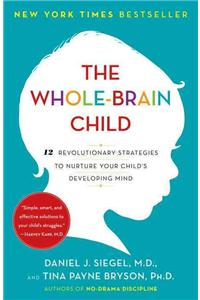 NEW YORK TIMES BESTSELLER
THE
WHOLE-BRAIN
CHILD
12 REVOLUTIONARY STRATEGIES
TO NURTURE YOUR CHILD'S
DEVELOPING MIND
"Simple, smart, and
effective solutions to
your child's struggles."
—HARVEY KARP, M.D.
DANIEL J. SIEGEL, M.D.,
AND TINA PAYNE BRYSON, PH.D.
AUTHORS OF NO-DRAMA DISCIPLINE